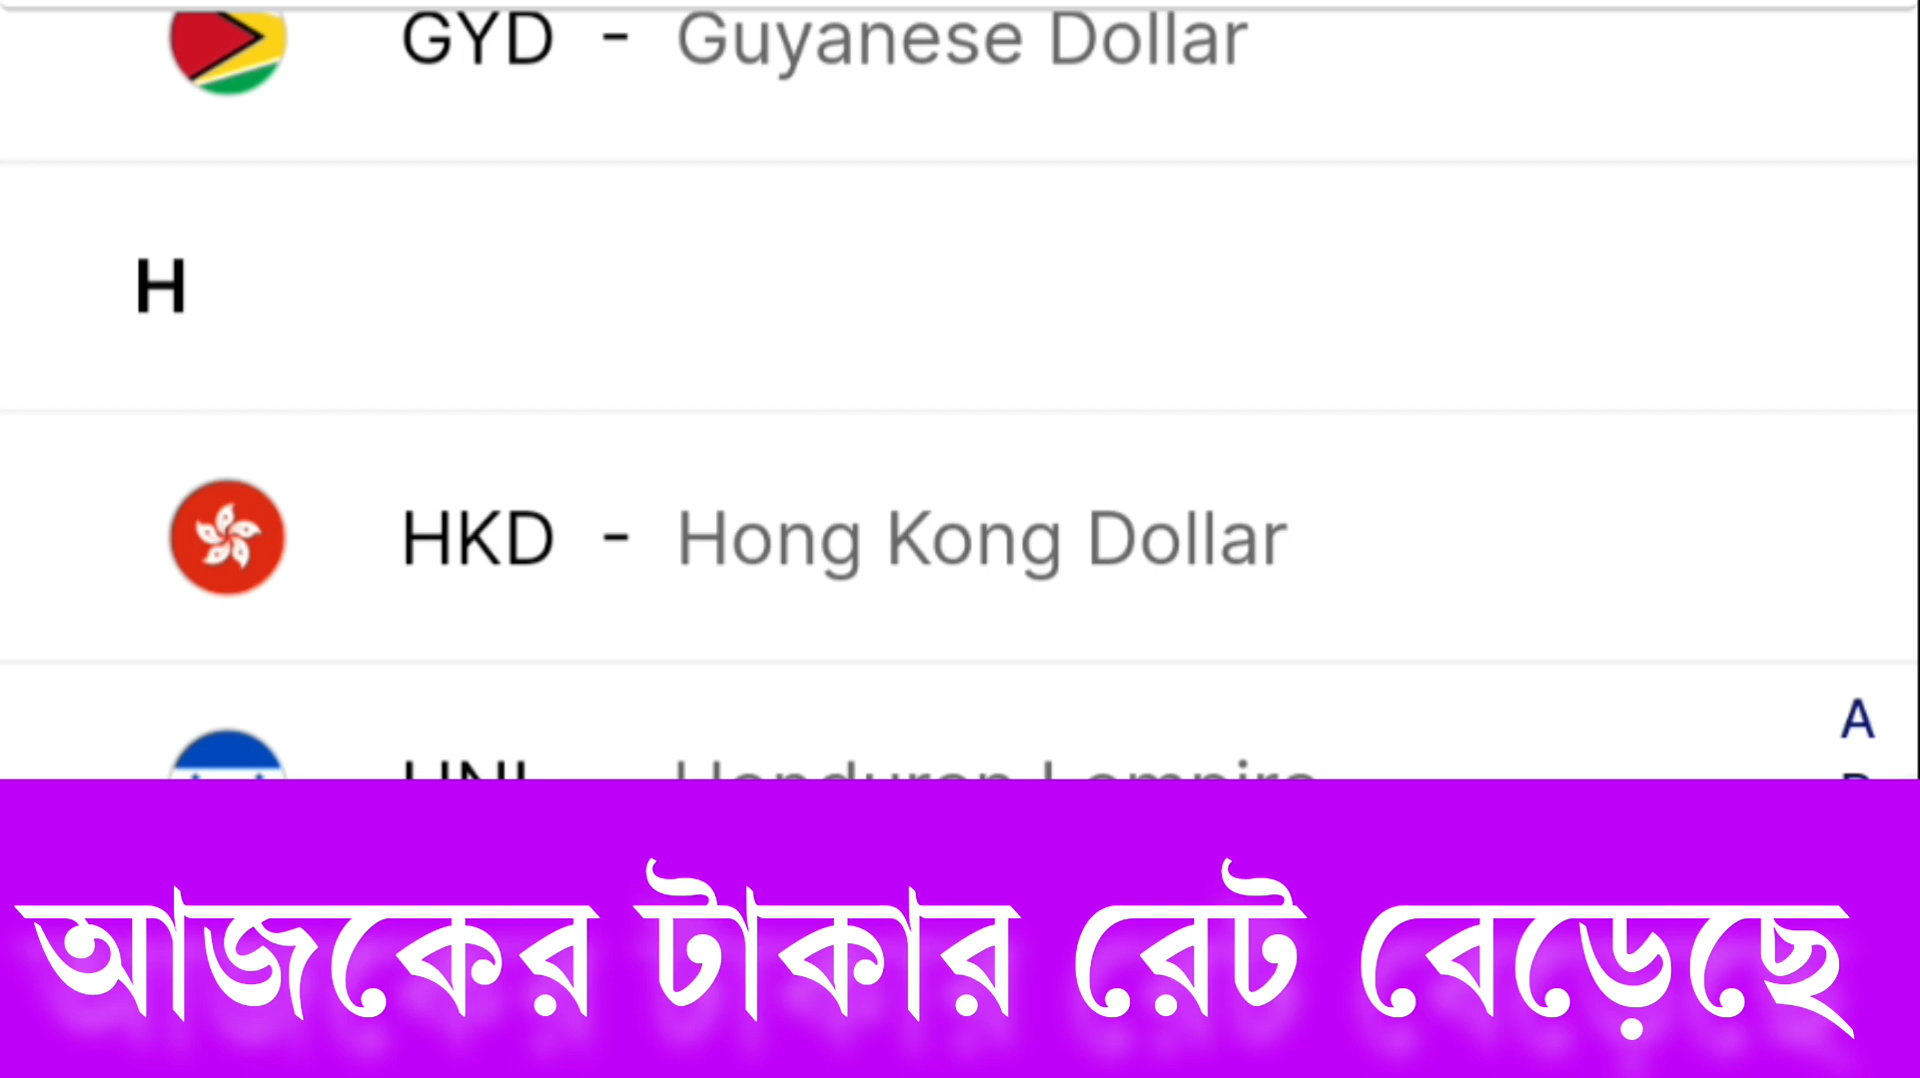 GYD - Guyanese Dollar
H
HKD - Hong Kong Dollar
A
আজকের টাকার রেট বেড়েছে